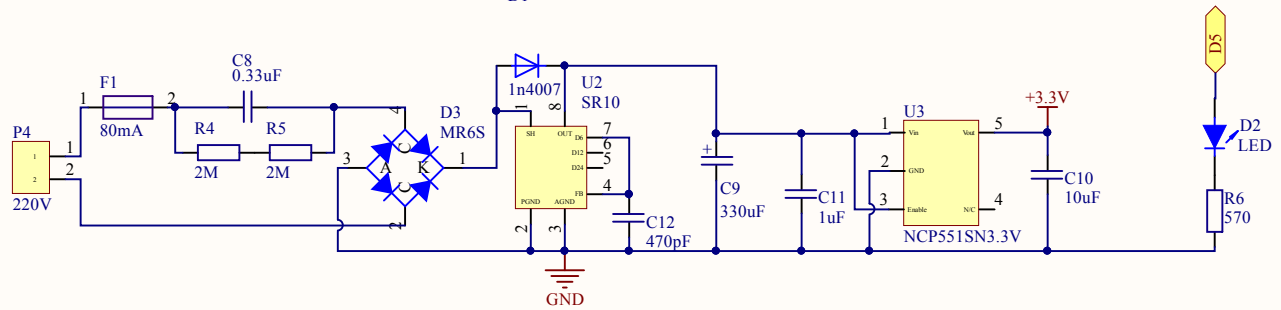 P4
1
2
1
2
220V
F1
1
2
80mA
C8
0.33uF
R4
2M
R5
2M
D3
MR6S
4
3
A
K
1
2
1n4007
U2
SR10
1
8
SH
OUT
D6
7
D12
6
D24
5
FB
4
PGND
AGND
2
3
C12
470pF
GND
+
C9
330uF
C11
1uF
U3
1
Vin
Vout
5
2
GND
3
Enable
N/C
4
NCP551SN3.3V
+3.3V
C10
10uF
D5
D2
LED
R6
570